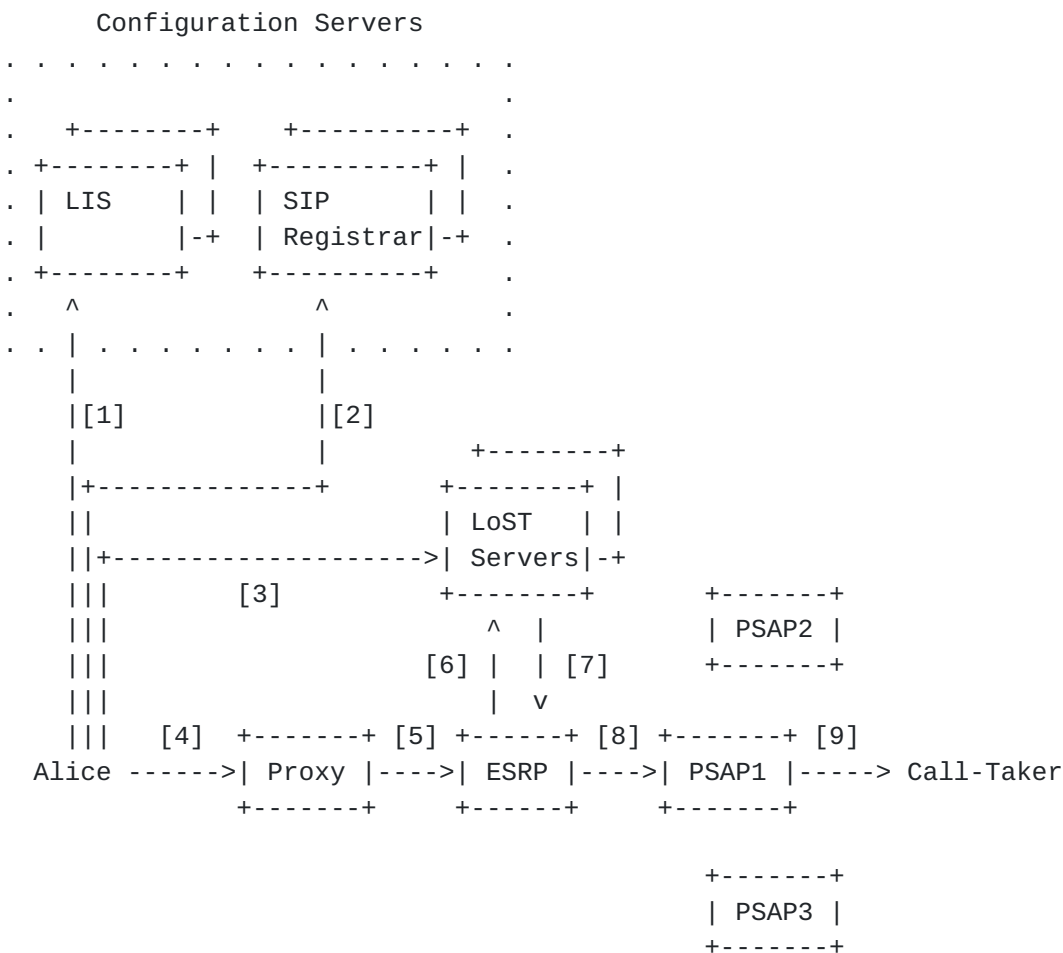 Configuration Servers
. . . . . . . . . . . . . . . . .
.                               .
.   +--------+    +----------+  .
. +--------+ |  +----------+ |  .
. | LIS    | |  | SIP      | |  .
. |        |-+  | Registrar|-+  .
. +--------+    +----------+    .
.   ^               ^           .
. . | . . . . . . . | . . . . . .
    |               |
    |[1]            |[2]
    |               |         +--------+
    |+--------------+       +--------+ |
    ||                      | LoST   | |
    ||+-------------------->| Servers|-+
    |||        [3]          +--------+       +-------+
    |||                        ^  |          | PSAP2 |
    |||                    [6] |  | [7]      +-------+
    |||                        |  v
    |||   [4]  +-------+ [5] +------+ [8] +-------+ [9]
  Alice ------>| Proxy |---->| ESRP |---->| PSAP1 |-----> Call-Taker
               +-------+     +------+     +-------+

                                             +-------+
                                             | PSAP3 |
                                             +-------+